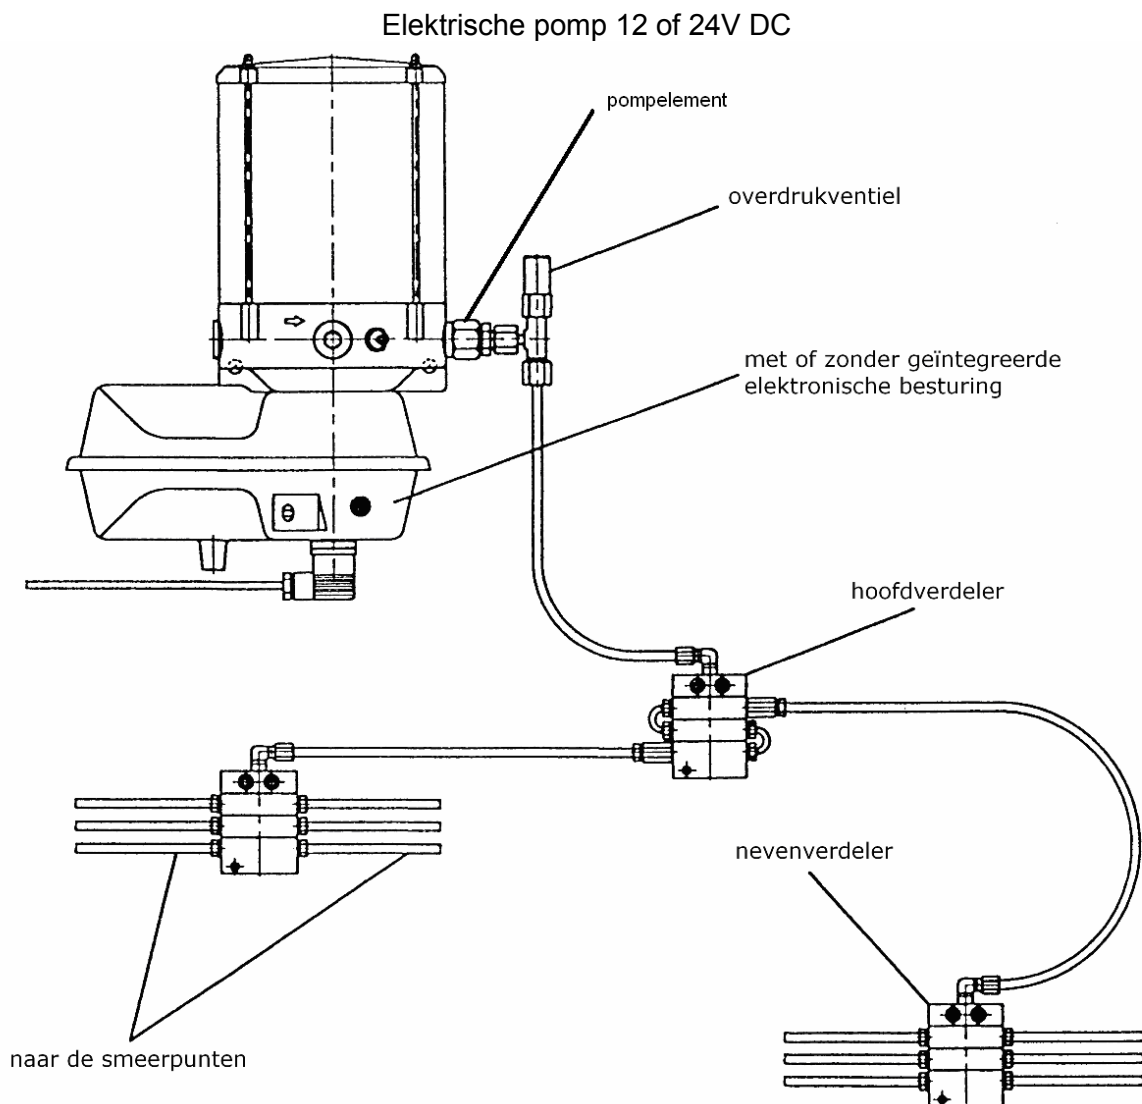 Elektrische pomp 12 of 24V DC
pompelement
overdrukventiel
met of zonder geïntegreerde
elektronische besturing
hoofdverdeler
nevenverdeler
naar de smeerpunten